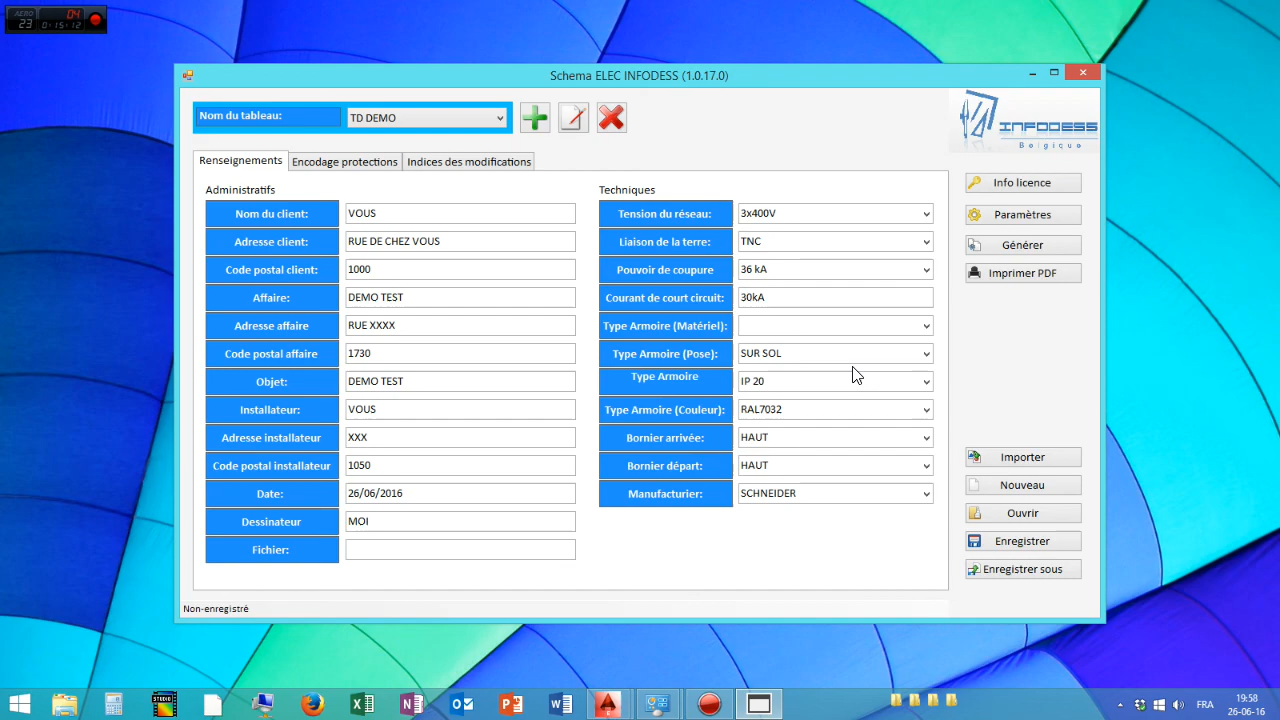 AERO
23
04
0:15:12
Schema ELEC INFODESS (1.0.17.0)
Nom du tableau:
TD DEMO
INFODESS
Belgique
Renseignements
Encodage protections
Indices des modifications
Administratifs
Nom du client:
VOUS
Adresse client:
RUE DE CHEZ VOUS
Code postal client:
1000
Affaire:
DEMO TEST
Adresse affaire
RUE XXXX
Code postal affaire
1730
Objet:
DEMO TEST
Installateur:
VOUS
Adresse installateur
XXX
Code postal installateur
1050
Date:
26/06/2016
Dessinateur
MOI
Fichier:
Techniques
Tension du réseau:
3x400V
Liaison de la terre:
TNC
Pouvoir de coupure
36 kA
Courant de court circuit:
30kA
Type Armoire (Matériel):
Type Armoire (Pose):
SUR SOL
Type Armoire
IP 20
Type Armoire (Couleur):
RAL7032
Bornier arrivée:
HAUT
Bornier départ:
HAUT
Manufacturier:
SCHNEIDER
Info licence
Paramètres
Générer
Imprimer PDF
Importer
Nouveau
Ouvrir
Enregistrer
Enregistrer sous
Non-enregistré
STUDIO
FRA
19:58
26-06-16